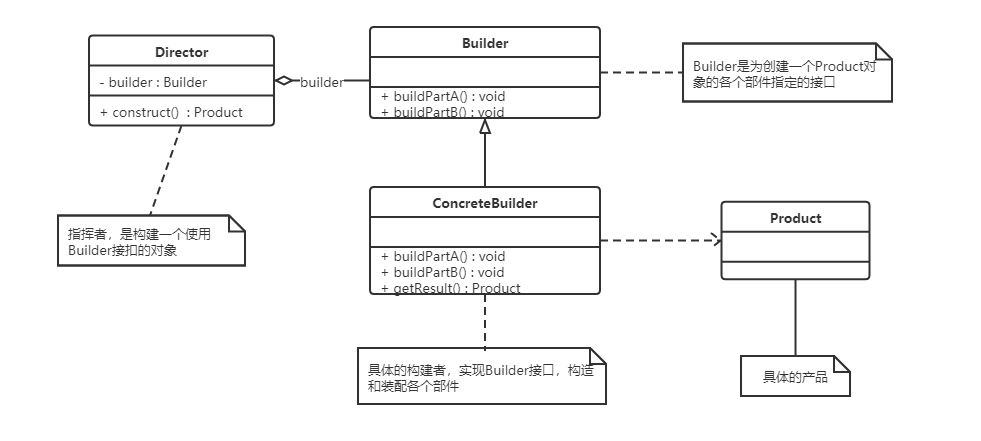 Director
- builder : Builder
+ construct() : Product
builder
Builder
+ buildPartA() : void
+ buildPartB() : void
Builder是为创建一个Product对
象的各个部件指定的接口
指挥者，是构建一个使用
Builder接扣的对象
ConcreteBuilder
+ buildPartA() : void
+ buildPartB() : void
+ getResult() : Product
Product
具体的构建者，实现Builder接口，构造
和装配各个部件
具体的产品